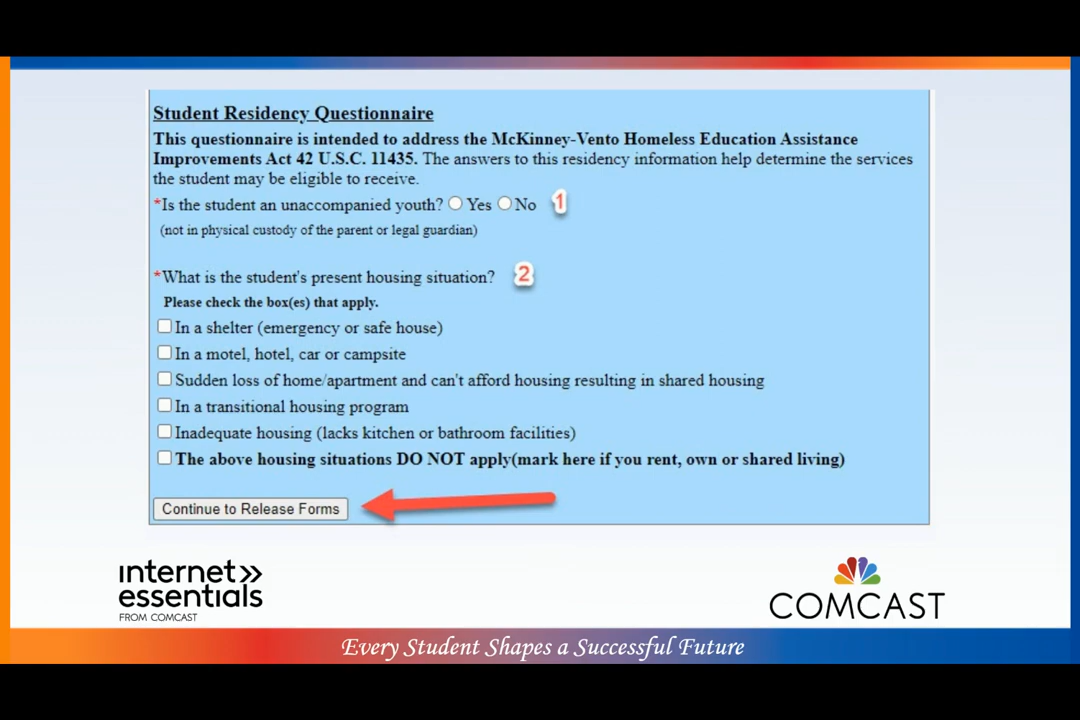 Student Residency Questionnaire
This questionnaire is intended to address the McKinney-Vento Homeless Education Assistance
Improvements Act 42 U.S.C. 11435. The answers to this residency information help determine the services
the student may be eligible to receive.
*Is the student an unaccompanied youth? Yes No 1
(not in physical custody of the parent or legal guardian)
*What is the student's present housing situation? 2
Please check the box(es) that apply.
In a shelter (emergency or safe house)
In a motel, hotel, car or campsite
Sudden loss of home/apartment and can't afford housing resulting in shared housing
In a transitional housing program
Inadequate housing (lacks kitchen or bathroom facilities)
The above housing situations DO NOT apply(mark here if you rent, own or shared living)
Continue to Release Forms
internet
essentials
FROM COMCAST
COMCAST
Every Student Shapes a Successful Future